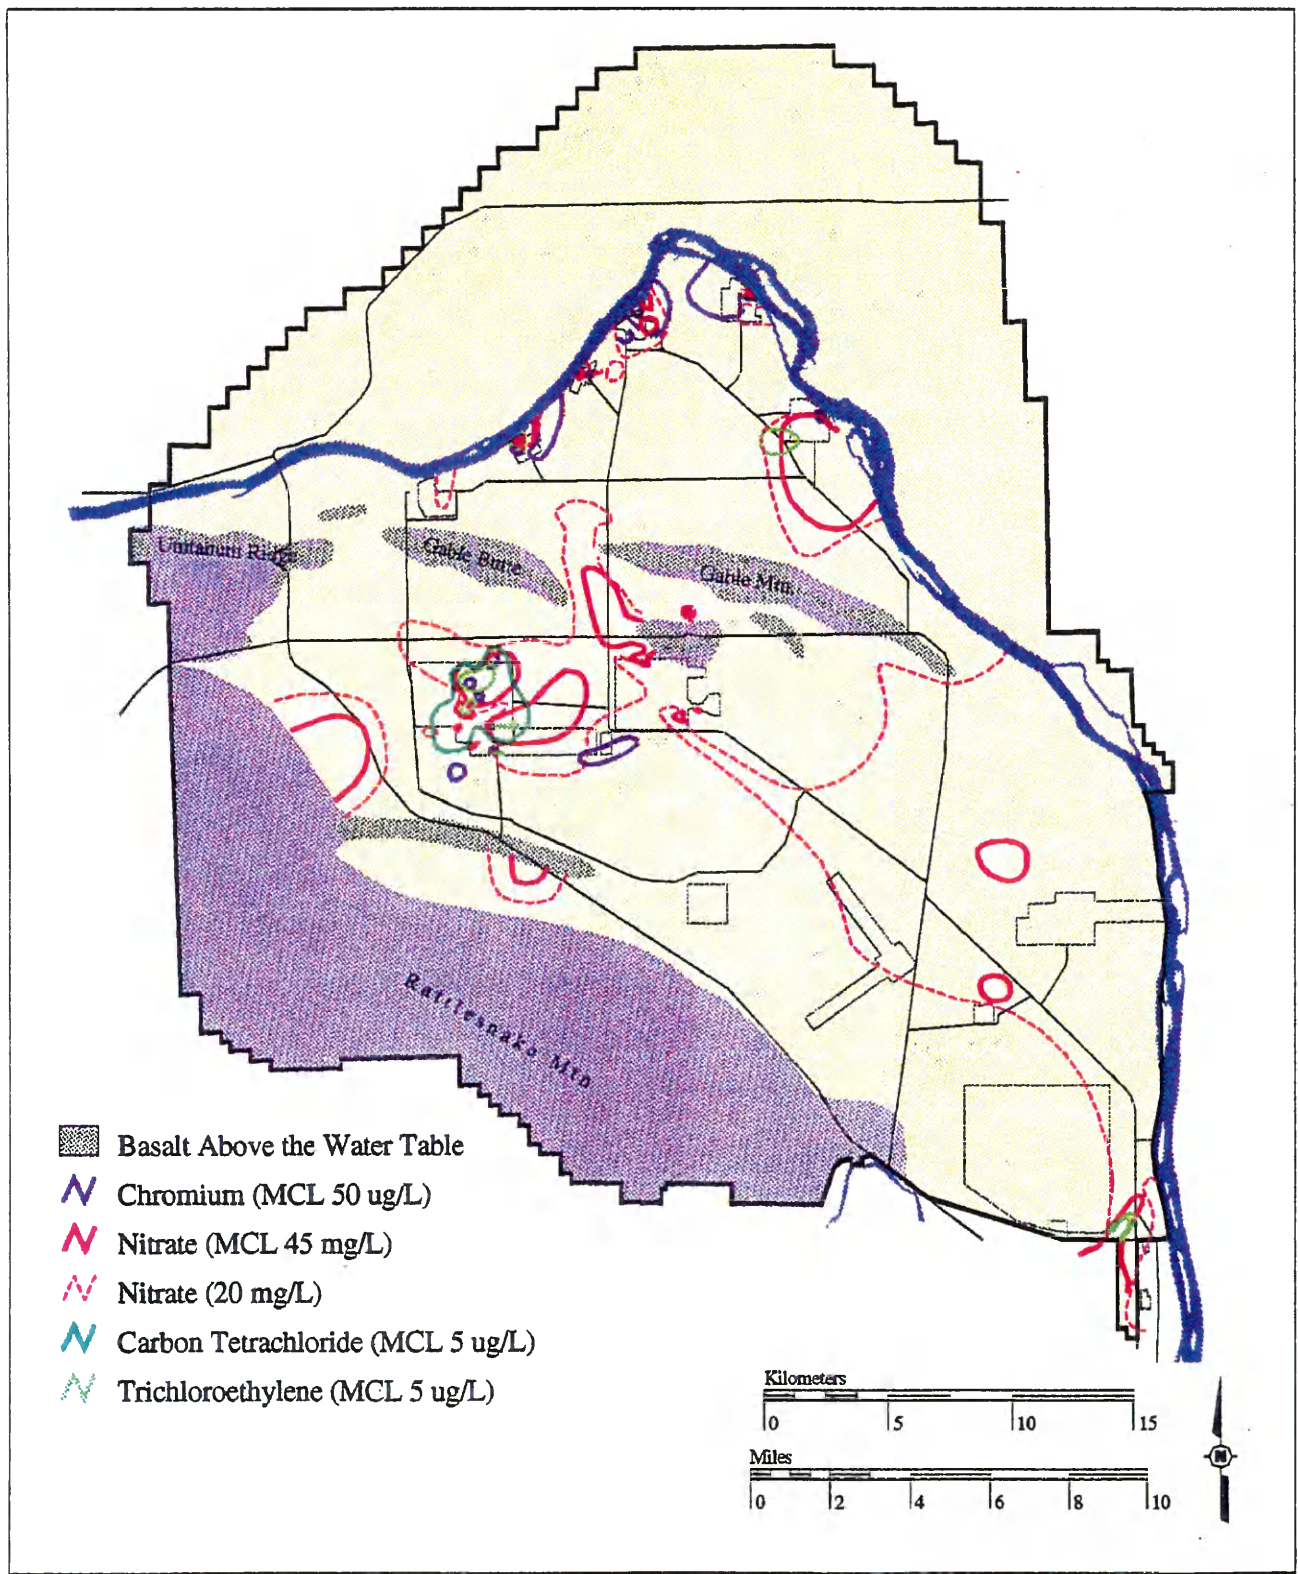 Umtanum Ridge
Gable Butte
Gable Mtn.
Rattlesnake Mtn
Basalt Above the Water Table
Chromium (MCL 50 ug/L)
Nitrate (MCL 45 mg/L)
Nitrate (20 mg/L)
Carbon Tetrachloride (MCL 5 ug/L)
Trichloroethylene (MCL 5 ug/L)
Kilometers
0 5 10 15
Miles
0 2 4 6 8 10
N